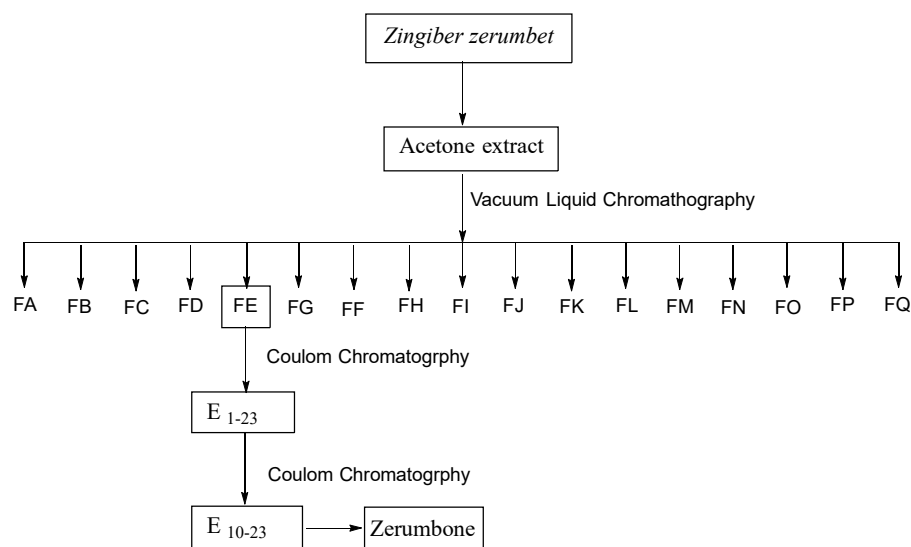 Zingiber zerumbet
Acetone extract
Vacuum Liquid Chromathography
FA FB FC FD FE FG FF FH FI FJ FK FL FM FN FO FP FQ
Coulom Chromatogrphy
E 1-23
Coulom Chromatogrphy
E 10-23 Zerumbone